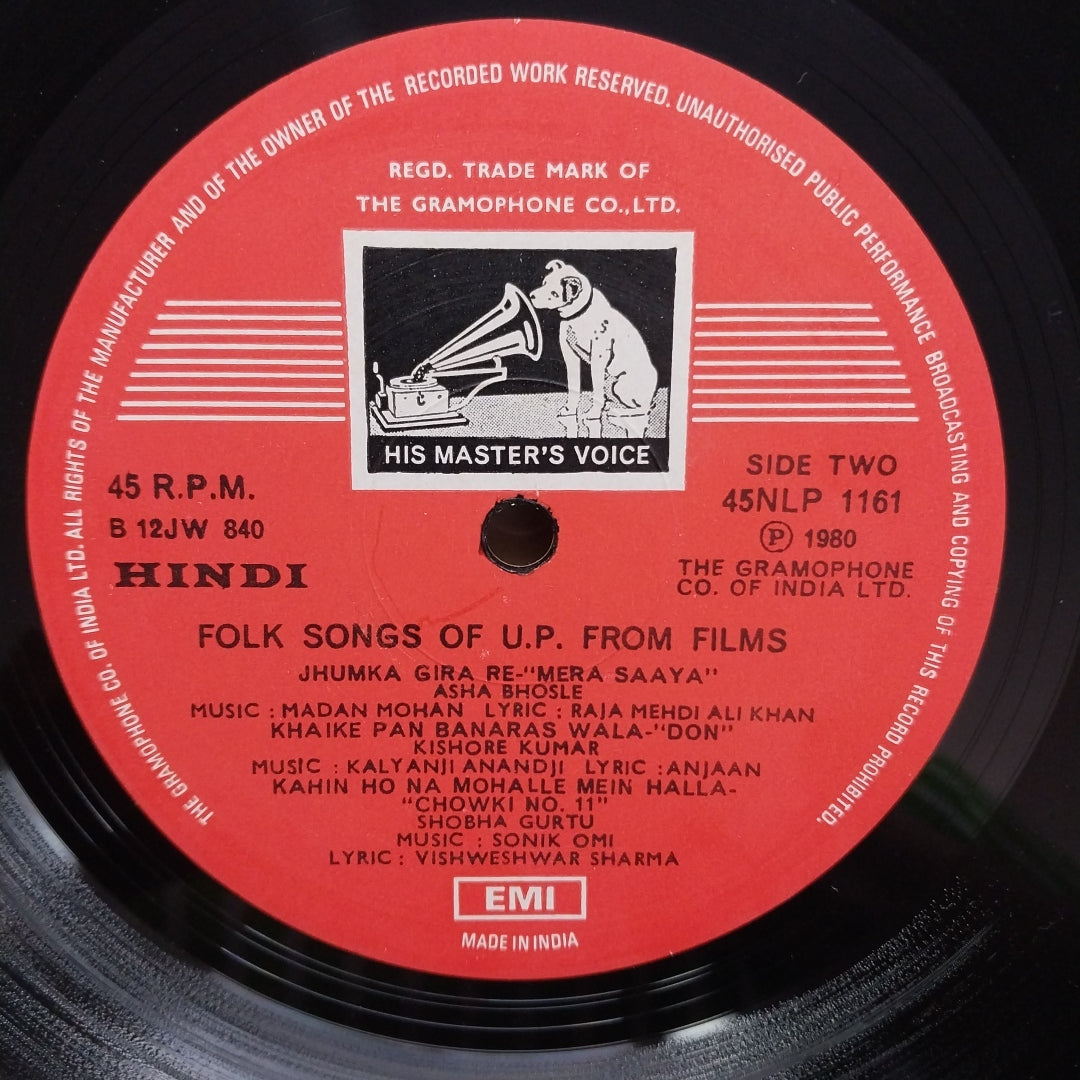 THE GRAMOPHONE CO. OF INDIA LTD. ALL RIGHTS OF THE MANUFACTURER AND OF THE OWNER OF THE RECORDED WORK RESERVED. UNAUTHORISED PUBLIC PERFORMANCE BROADCASTING AND COPYING OF THIS RECORD PROHIBITED.
REGD. TRADE MARK OF
THE GRAMOPHONE CO.,LTD.
HIS MASTER'S VOICE
45 R.P.M.
B 12JW 840
HINDI
SIDE TWO
45NLP 1161
Ⓟ 1980
THE GRAMOPHONE
CO. OF INDIA LTD.
FOLK SONGS OF U.P. FROM FILMS
JHUMKA GIRA RE-"MERA SAAYA"
ASHA BHOSLE
MUSIC : MADAN MOHAN LYRIC : RAJA MEHDI ALI KHAN
KHAIKE PAN BANARAS WALA-"DON"
KISHORE KUMAR
MUSIC : KALYANJI ANANDJI LYRIC :ANJAAN
KAHIN HO NA MOHALLE MEIN HALLA-
"CHOWKI NO. 11"
SHOBHA GURTU
MUSIC : SONIK OMI
LYRIC : VISHWESHWAR SHARMA
EMI
MADE IN INDIA